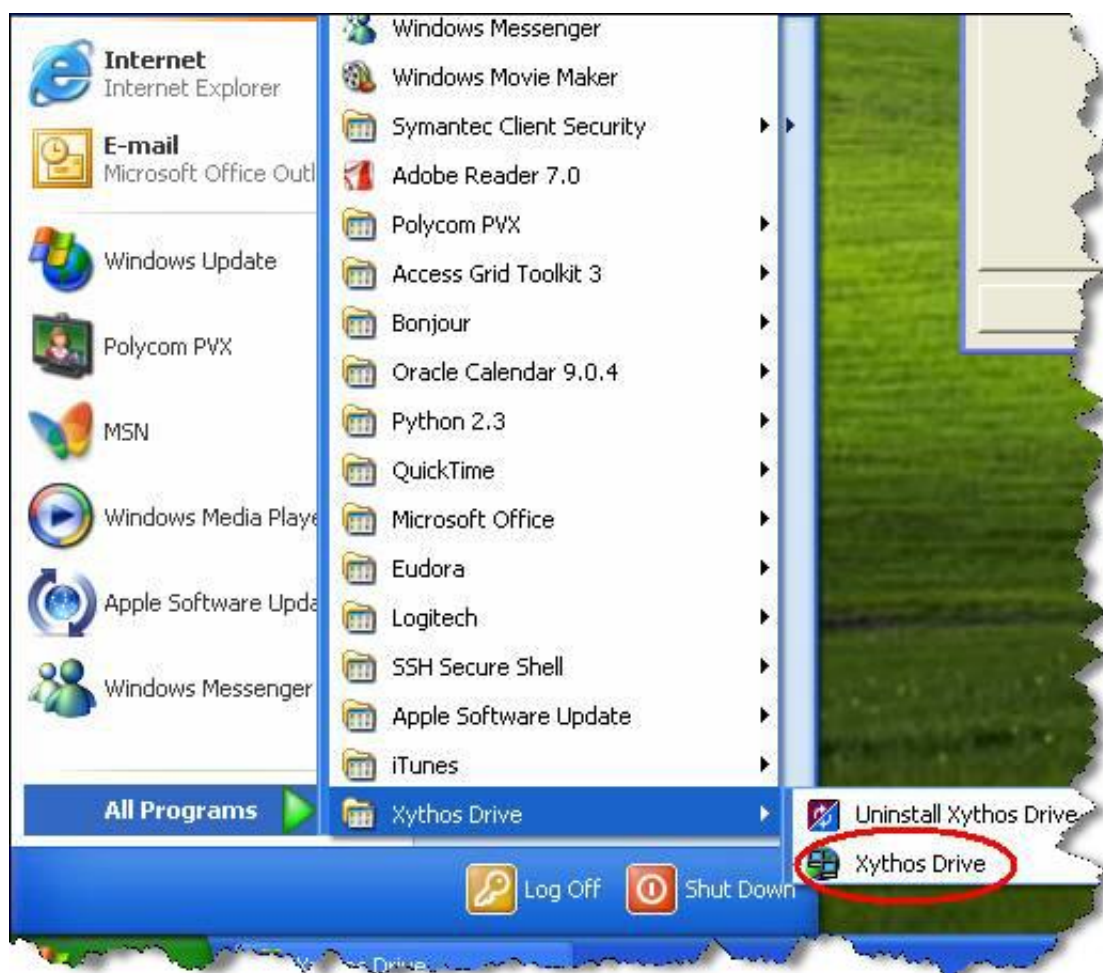 Internet
Internet Explorer
E-mail
Microsoft Office Outl
Windows Update
Polycom PVX
MSN
Windows Media Playe
Apple Software Upda
Windows Messenger
All Programs
Windows Messenger
Windows Movie Maker
Symantec Client Security
Adobe Reader 7.0
Polycom PVX
Access Grid Toolkit 3
Bonjour
Oracle Calendar 9.0.4
Python 2.3
QuickTime
Microsoft Office
Eudora
Logitech
SSH Secure Shell
Apple Software Update
iTunes
Xythos Drive
Uninstall Xythos Drive
Xythos Drive
Log Off
Shut Down
Drive